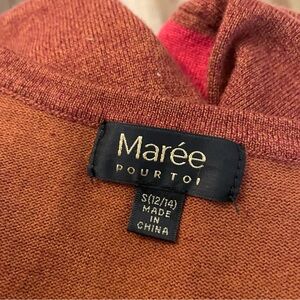 Marée
POUR TOI
S(12/14)
MADE
IN
CHINA